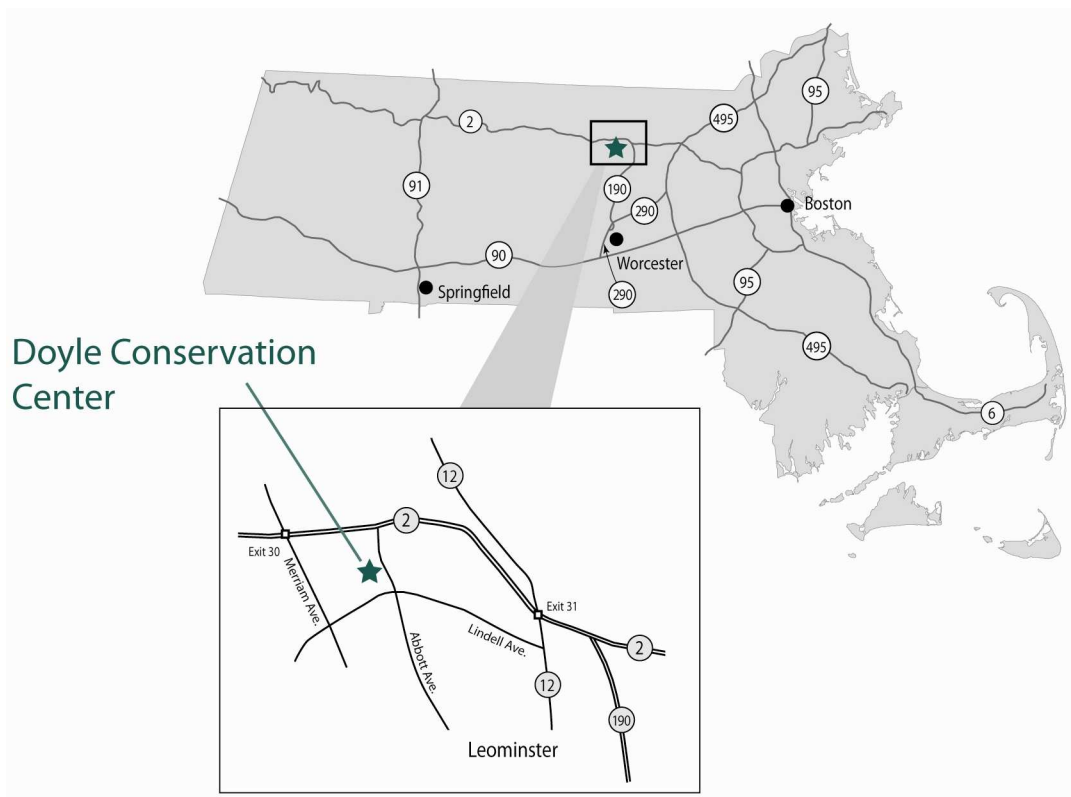 95
495
2
91
190
290
Boston
90
Worcester
95
290
Springfield
495
6
Doyle Conservation
Center
12
2
Exit 30
Merriam Ave.
Exit 31
Lindell Ave.
Abbott Ave.
2
12
190
Leominster